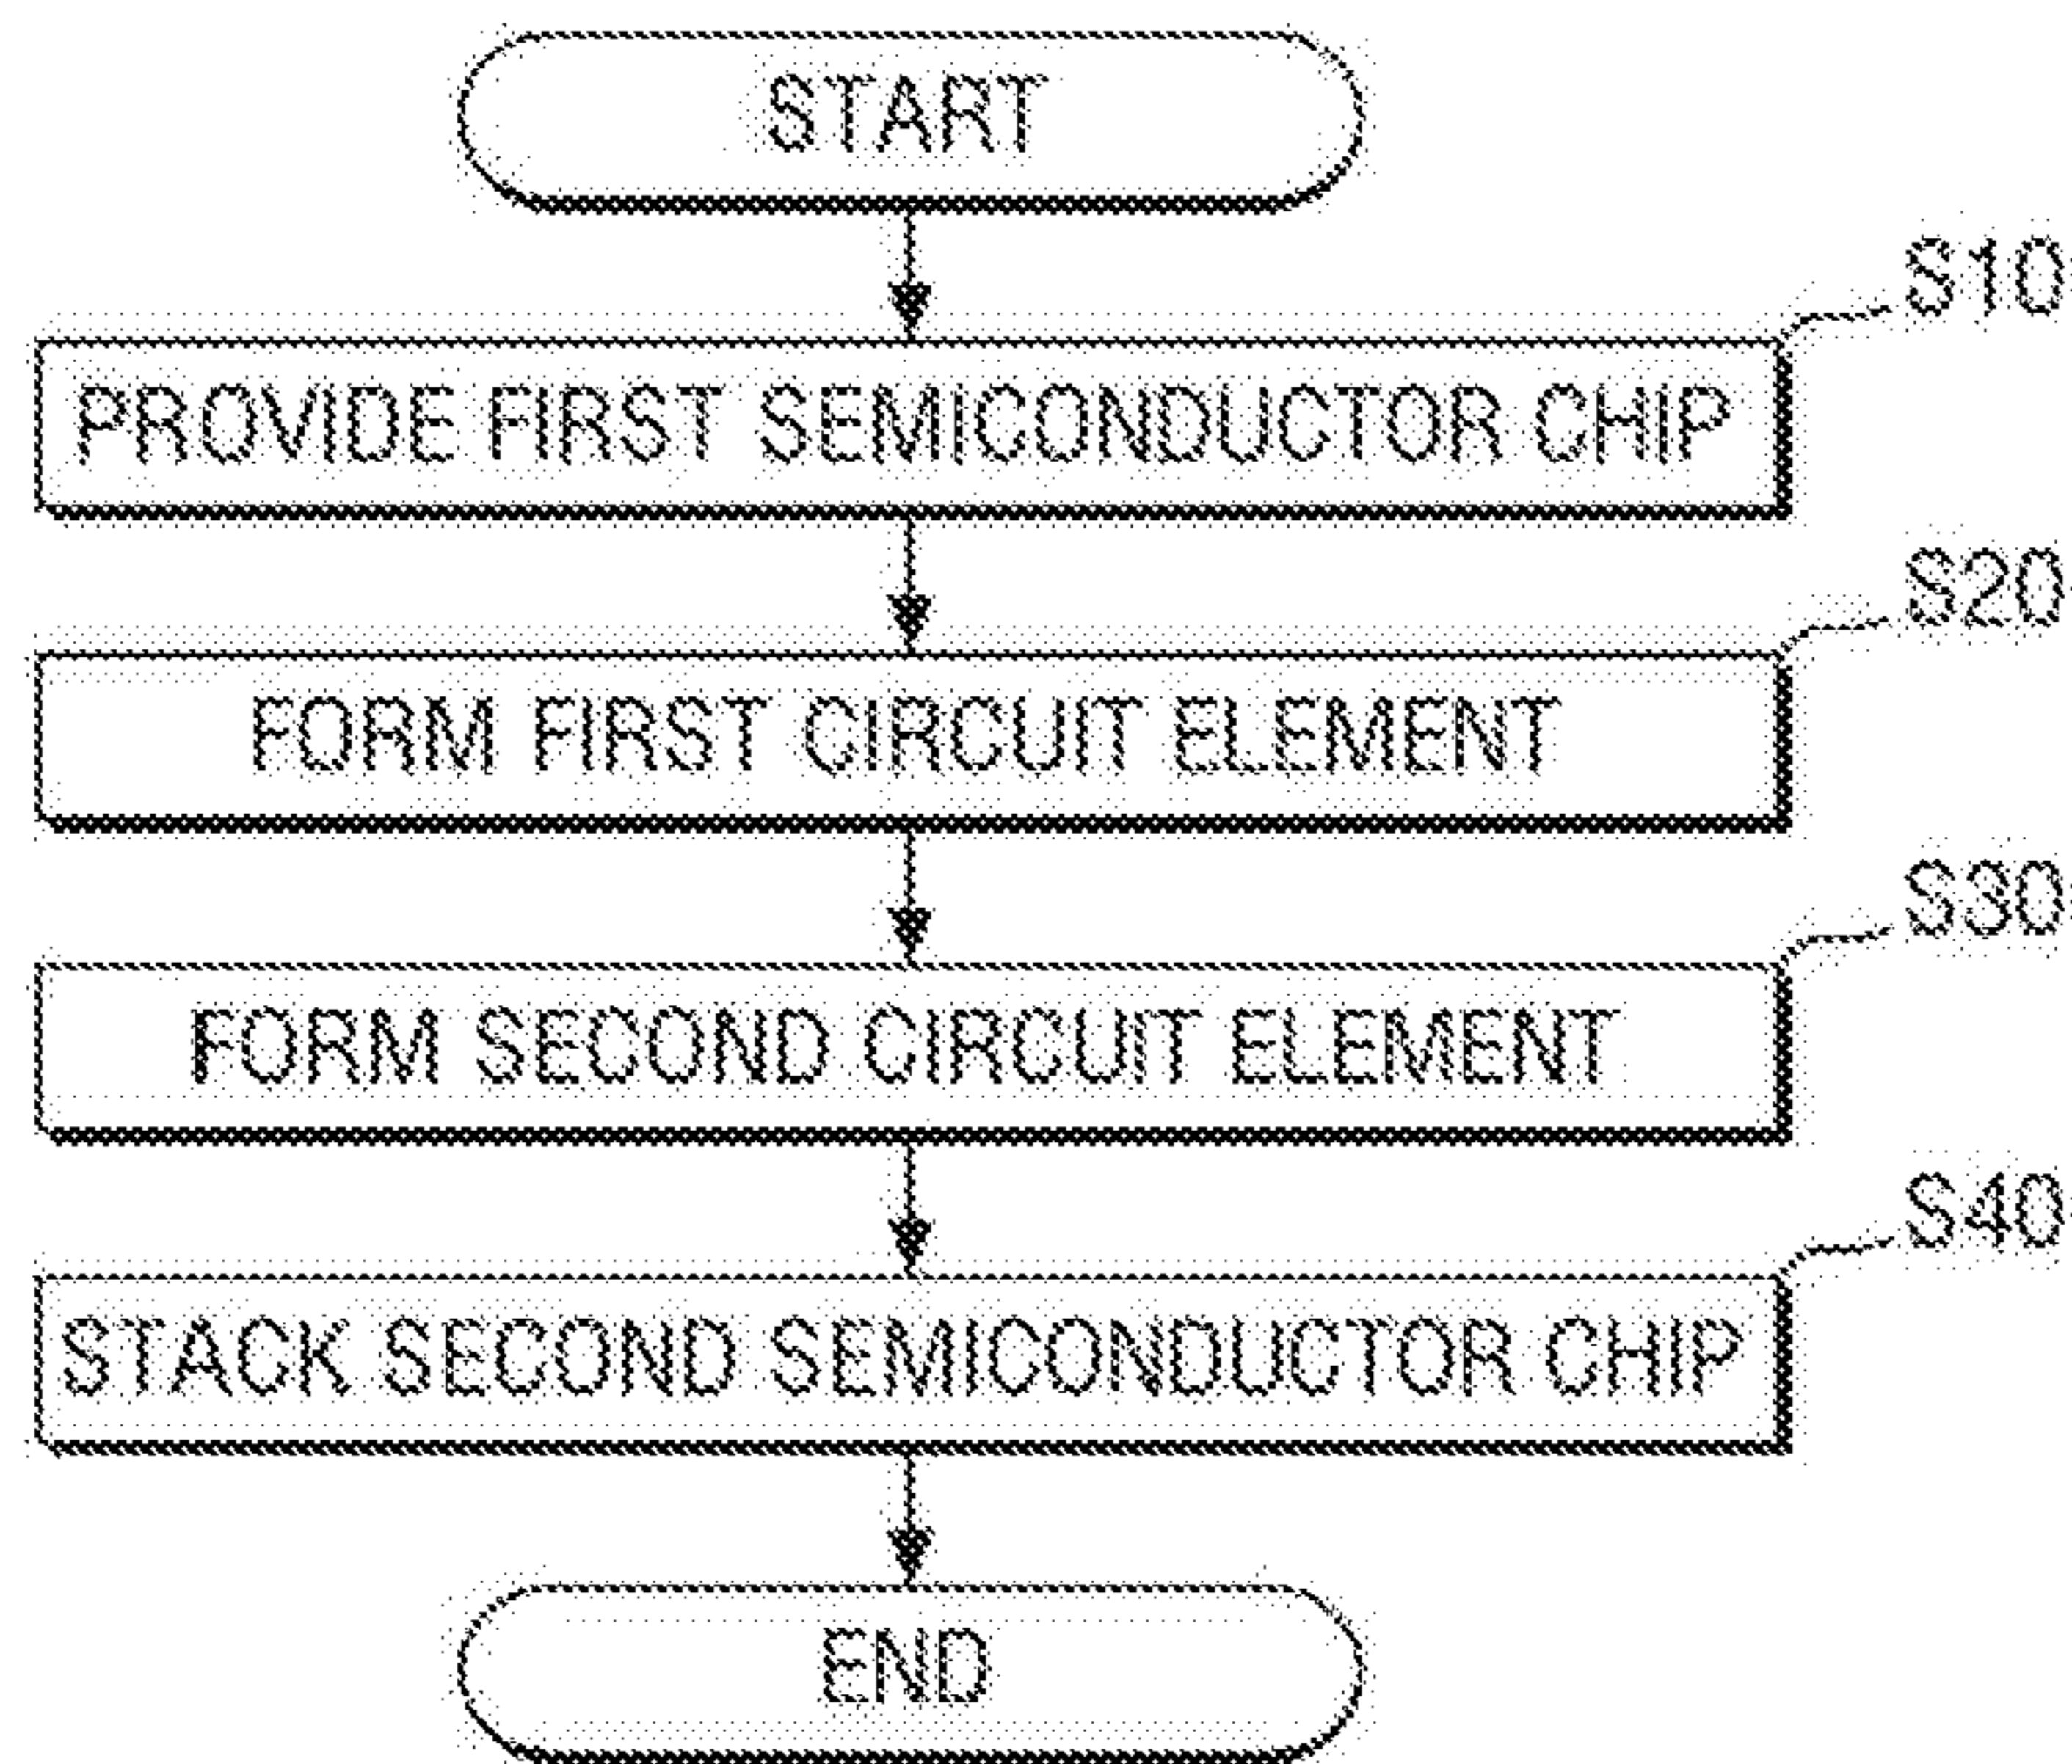 START
S10
PROVIDE FIRST SEMICONDUCTOR CHIP
S20
FORM FIRST CIRCUIT ELEMENT
S30
FORM SECOND CIRCUIT ELEMENT
S40
STACK SECOND SEMICONDUCTOR CHIP
END